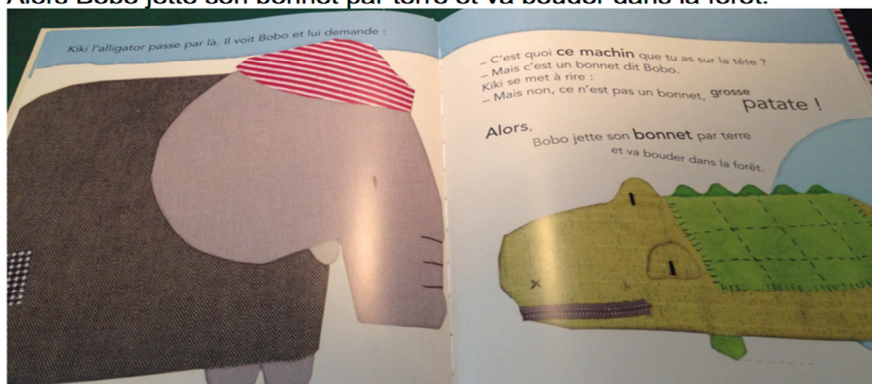 Alors Bobo jette son bonnet par terre et va bouder dans la forêt.
Kiki l'alligator passe par là. Il voit Bobo et lui demande :
– C'est quoi ce machin que tu as sur la tête ?
– Mais c'est un bonnet dit Bobo.
Kiki se met à rire :
– Mais non, ce n'est pas un bonnet, grosse
patate !
Alors,
Bobo jette son bonnet par terre
et va bouder dans la forêt.